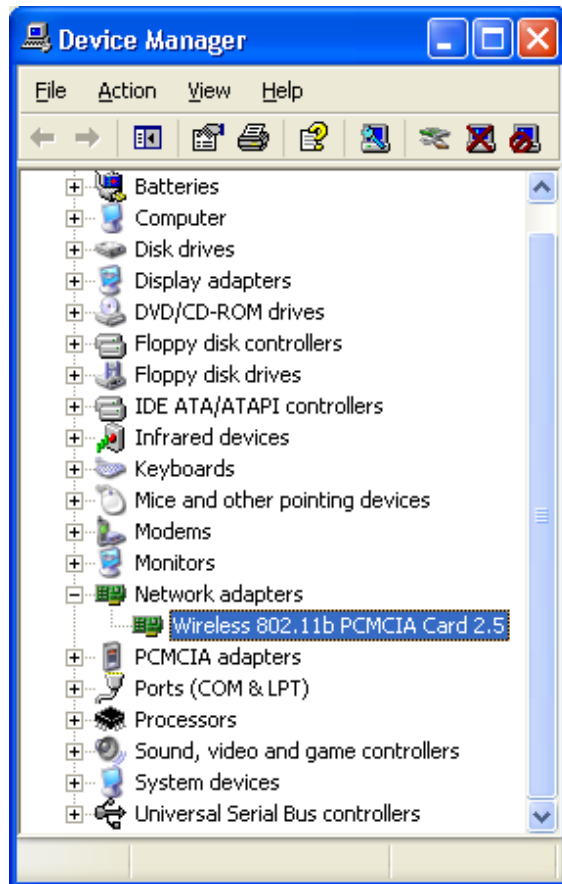 Device Manager
File Action View Help
Batteries
Computer
Disk drives
Display adapters
DVD/CD-ROM drives
Floppy disk controllers
Floppy disk drives
IDE ATA/ATAPI controllers
Infrared devices
Keyboards
Mice and other pointing devices
Modems
Monitors
Network adapters
Wireless 802.11b PCMCIA Card 2.5
PCMCIA adapters
Ports (COM & LPT)
Processors
Sound, video and game controllers
System devices
Universal Serial Bus controllers